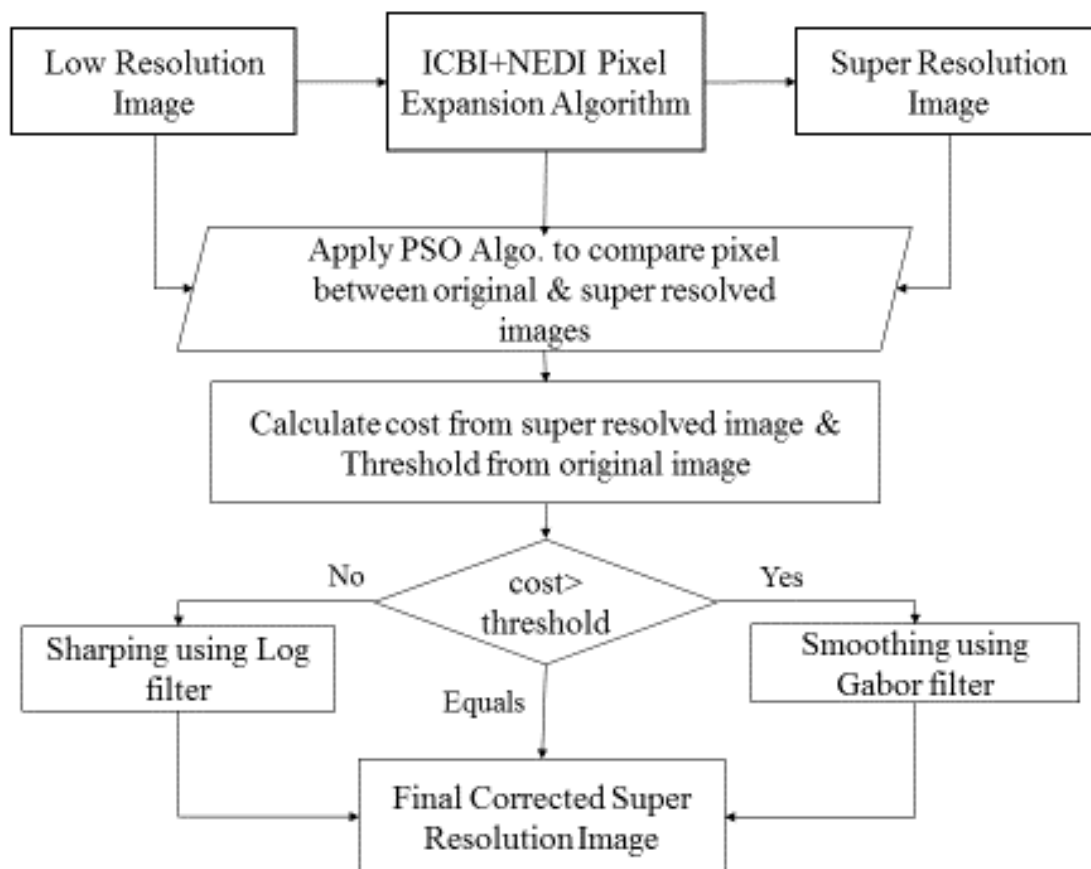 Low Resolution
Image
ICBI+NEDI Pixel
Expansion Algorithm
Super Resolution
Image
Apply PSO Algo. to compare pixel
between original & super resolved
images
Calculate cost from super resolved image &
Threshold from original image
No
cost>
threshold
Yes
Sharping using Log
filter
Equals
Smoothing using
Gabor filter
Final Corrected Super
Resolution Image